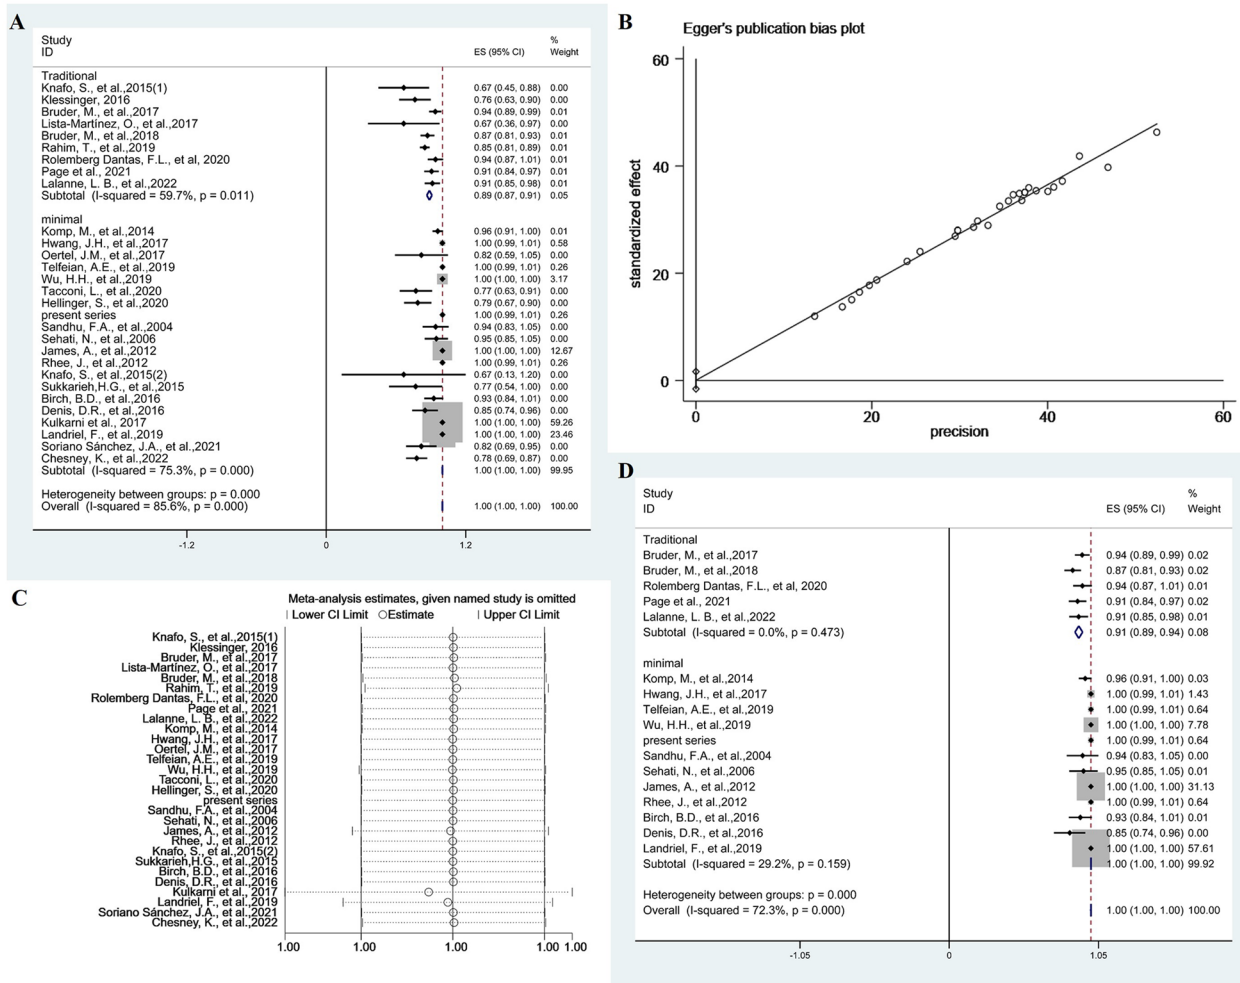 A
Study
ID
ES (95% CI)
%
Weight
Traditional
Knafo, S., et al.,2015(1) 0.67 (0.45, 0.88) 0.00
Klessinger, 2016 0.76 (0.63, 0.90) 0.00
Bruder, M., et al.,2017 0.94 (0.89, 0.99) 0.01
Lista-Martínez, O., et al.,2017 0.67 (0.36, 0.97) 0.00
Bruder, M., et al.,2018 0.87 (0.81, 0.93) 0.01
Rahim, T., et al.,2019 0.85 (0.81, 0.89) 0.01
Rolemberg Dantas, F.L., et al, 2020 0.94 (0.87, 1.01) 0.01
Page et al., 2021 0.91 (0.84, 0.97) 0.01
Lalanne, L. B., et al.,2022 0.91 (0.85, 0.98) 0.01
Subtotal (I-squared = 59.7%, p = 0.011) 0.89 (0.87, 0.91) 0.05
minimal
Komp, M., et al.,2014 0.96 (0.91, 1.00) 0.01
Hwang, J.H., et al.,2017 1.00 (0.99, 1.01) 0.58
Oertel, J.M., et al.,2017 0.82 (0.59, 1.05) 0.00
Telfeian, A.E., et al.,2019 1.00 (0.99, 1.01) 0.26
Wu, H.H., et al.,2019 1.00 (1.00, 1.00) 3.17
Tacconi, L., et al.,2020 0.77 (0.63, 0.91) 0.00
Hellinger, S., et al.,2020 0.79 (0.67, 0.90) 0.00
present series 1.00 (0.99, 1.01) 0.26
Sandhu, F.A., et al.,2004 0.94 (0.83, 1.05) 0.00
Sehati, N., et al.,2006 0.95 (0.85, 1.05) 0.00
James, A., et al.,2012 1.00 (1.00, 1.00) 12.67
Rhee, J., et al.,2012 1.00 (0.99, 1.01) 0.26
Knafo, S., et al.,2015(2) 0.67 (0.13, 1.20) 0.00
Sukkarieh,H.G., et al.,2015 0.77 (0.54, 1.00) 0.00
Birch, B.D., et al.,2016 0.93 (0.84, 1.01) 0.00
Denis, D.R., et al.,2016 0.85 (0.74, 0.96) 0.00
Kulkarni et al., 2017 1.00 (1.00, 1.00) 59.26
Landriel, F., et al.,2019 1.00 (1.00, 1.00) 23.46
Soriano Sánchez, J.A., et al.,2021 0.82 (0.69, 0.95) 0.00
Chesney, K., et al.,2022 0.78 (0.69, 0.87) 0.00
Subtotal (I-squared = 75.3%, p = 0.000) 1.00 (1.00, 1.00) 99.95
Heterogeneity between groups: p = 0.000
Overall (I-squared = 85.6%, p = 0.000) 1.00 (1.00, 1.00) 100.00
-1.2 0 1.2
B
Egger's publication bias plot
standardized effect
60
40
20
0
0 20 40 60
precision
C
Meta-analysis estimates, given named study is omitted
Lower CI Limit Estimate Upper CI Limit
Knafo, S., et al.,2015(1)
Klessinger, 2016
Bruder, M., et al.,2017
Lista-Martínez, O., et al.,2017
Bruder, M., et al.,2018
Rahim, T., et al.,2019
Rolemberg Dantas, F.L., et al, 2020
Page et al., 2021
Lalanne, L. B., et al.,2022
Komp, M., et al.,2014
Hwang, J.H., et al.,2017
Oertel, J.M., et al.,2017
Telfeian, A.E., et al.,2019
Wu, H.H., et al.,2019
Tacconi, L., et al.,2020
Hellinger, S., et al.,2020
present series
Sandhu, F.A., et al.,2004
Sehati, N., et al.,2006
James, A., et al.,2012
Rhee, J., et al.,2012
Knafo, S., et al.,2015(2)
Sukkarieh,H.G., et al.,2015
Birch, B.D., et al.,2016
Denis, D.R., et al.,2016
Kulkarni et al., 2017
Landriel, F., et al.,2019
Soriano Sánchez, J.A., et al.,2021
Chesney, K., et al.,2022
1.00 1.00 1.00 1.00 1.00
D
Study
ID
ES (95% CI)
%
Weight
Traditional
Bruder, M., et al.,2017 0.94 (0.89, 0.99) 0.02
Bruder, M., et al.,2018 0.87 (0.81, 0.93) 0.02
Rolemberg Dantas, F.L., et al, 2020 0.94 (0.87, 1.01) 0.01
Page et al., 2021 0.91 (0.84, 0.97) 0.02
Lalanne, L. B., et al.,2022 0.91 (0.85, 0.98) 0.01
Subtotal (I-squared = 0.0%, p = 0.473) 0.91 (0.89, 0.94) 0.08
minimal
Komp, M., et al.,2014 0.96 (0.91, 1.00) 0.03
Hwang, J.H., et al.,2017 1.00 (0.99, 1.01) 1.43
Telfeian, A.E., et al.,2019 1.00 (0.99, 1.01) 0.64
Wu, H.H., et al.,2019 1.00 (1.00, 1.00) 7.78
present series 1.00 (0.99, 1.01) 0.64
Sandhu, F.A., et al.,2004 0.94 (0.83, 1.05) 0.00
Sehati, N., et al.,2006 0.95 (0.85, 1.05) 0.01
James, A., et al.,2012 1.00 (1.00, 1.00) 31.13
Rhee, J., et al.,2012 1.00 (0.99, 1.01) 0.64
Birch, B.D., et al.,2016 0.93 (0.84, 1.01) 0.01
Denis, D.R., et al.,2016 0.85 (0.74, 0.96) 0.00
Landriel, F., et al.,2019 1.00 (1.00, 1.00) 57.61
Subtotal (I-squared = 29.2%, p = 0.159) 1.00 (1.00, 1.00) 99.92
Heterogeneity between groups: p = 0.000
Overall (I-squared = 72.3%, p = 0.000) 1.00 (1.00, 1.00) 100.00
-1.05 0 1.05